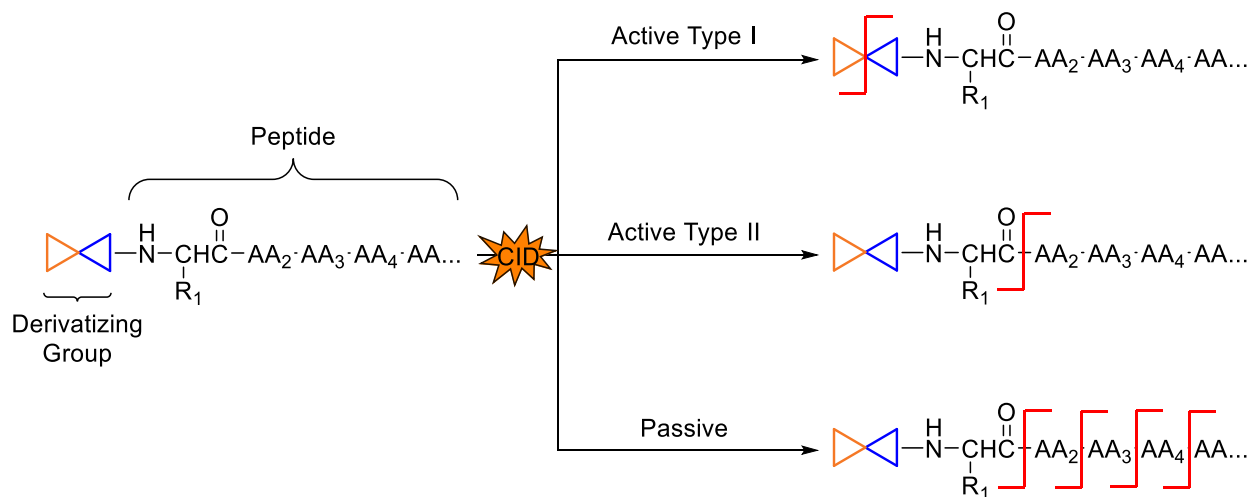 Active Type I
O
H
N CHC AA₂ AA₃ AA₄ AA...
R₁
Peptide
O
H
N CHC AA₂ AA₃ AA₄ AA...
R₁
Derivatizing
Group
CID
Active Type II
O
H
N CHC AA₂ AA₃ AA₄ AA...
R₁
Passive
O
H
N CHC AA₂ AA₃ AA₄ AA...
R₁